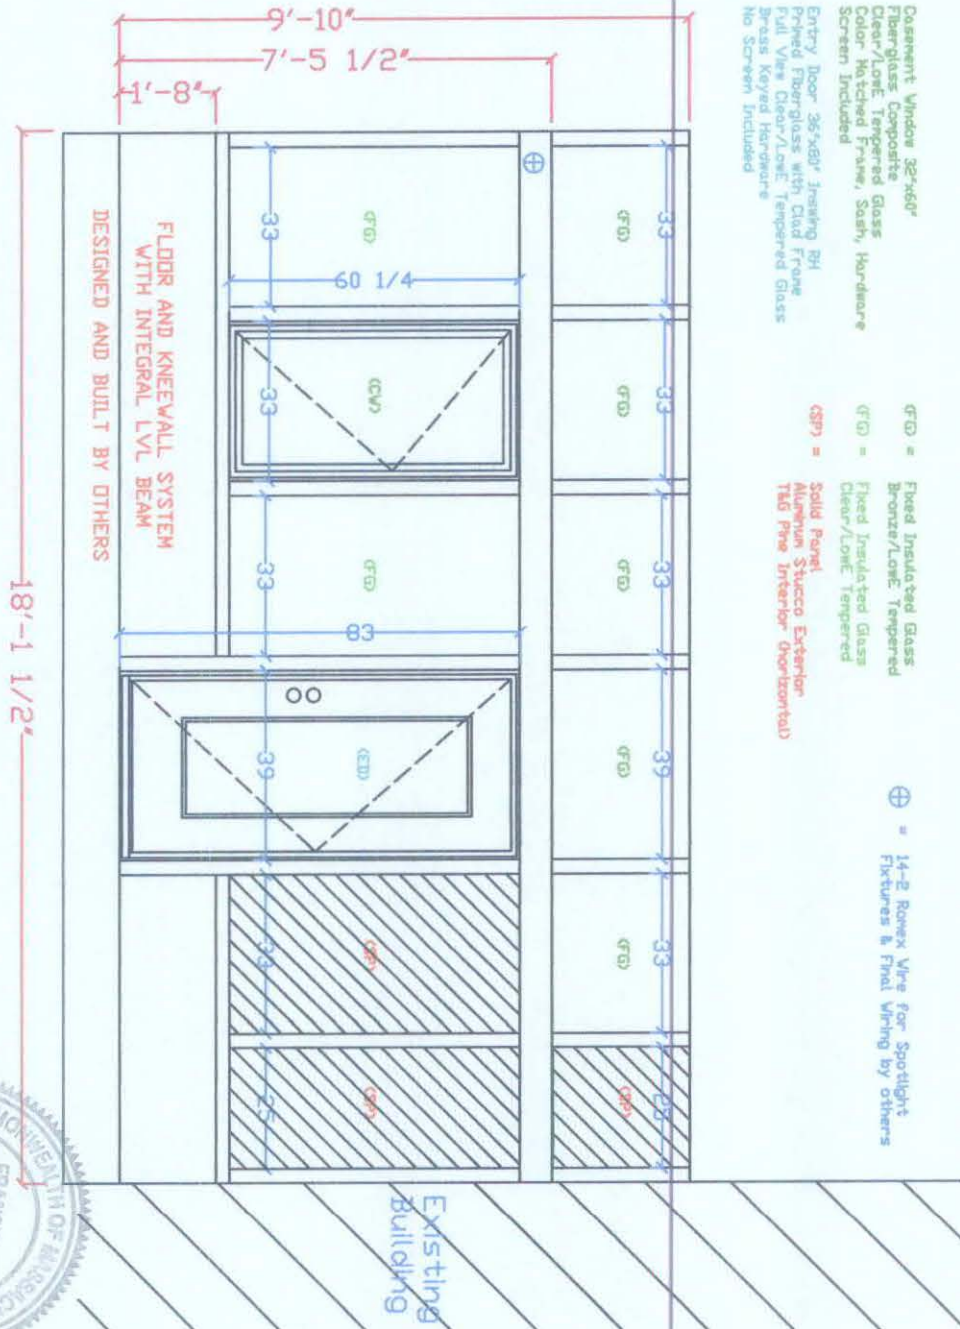 Casement Window 32"x60"
Fiberglass Composite
Clear/LowE Tempered Glass
Color Matched Frame, Sash, Hardware
Screen Included
Entry Door 36"x80" Inswing RH
Primed Fiberglass with Clad Frame
Full View Clear/LowE Tempered Glass
Brass Keyed Hardware
No Screen Included
(FG) = Fixed Insulated Glass
Bronze/LowE Tempered
(FG) = Fixed Insulated Glass
Clear/LowE Tempered
(SP) = Solid Panel
Aluminum Stucco Exterior
T&G Pine Interior (horizontal)
⊕ = 14-2 Romex Wire for Spotlight
Fixtures & Final Wiring by others
33 33 33 39 33 25
(FG) (FG) (FG) (FG) (FG) (SP)
9'-10"
7'-5 1/2"
1'-8"
60 1/4
83
(FG) (CW) (FG) (ED) (SP) (SP)
33 33 33 39 33 25
Existing
Building
FLOOR AND KNEEWALL SYSTEM
WITH INTEGRAL LVL BEAM
DESIGNED AND BUILT BY OTHERS
18'-1 1/2"